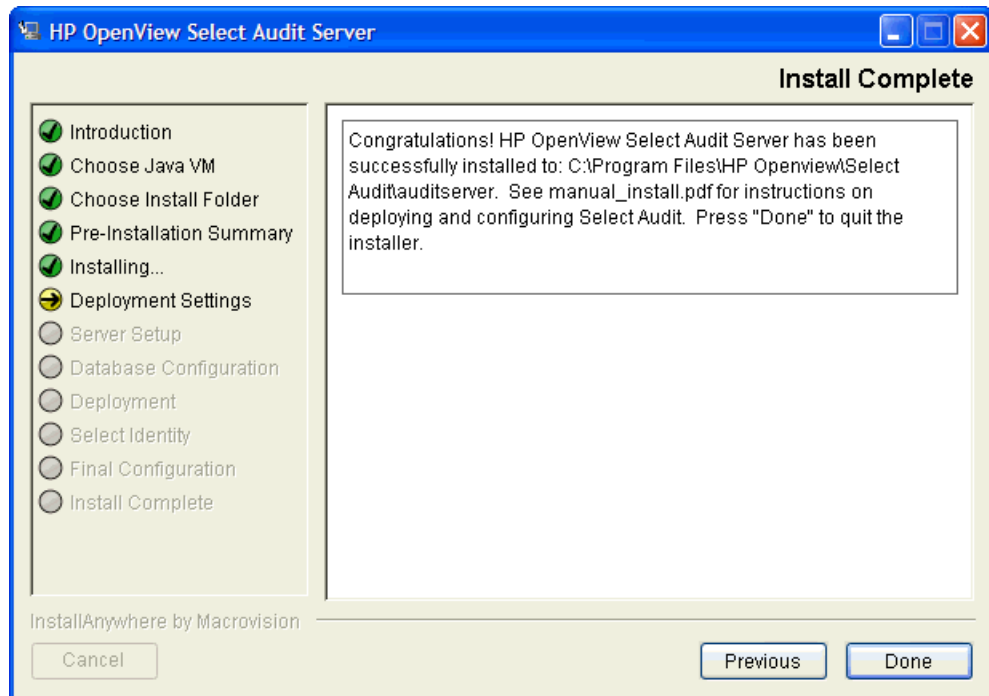 HP OpenView Select Audit Server
Install Complete
Introduction
Choose Java VM
Choose Install Folder
Pre-Installation Summary
Installing...
Deployment Settings
Server Setup
Database Configuration
Deployment
Select Identity
Final Configuration
Install Complete
Congratulations! HP OpenView Select Audit Server has been
successfully installed to: C:\Program Files\HP Openview\Select
Audit\auditserver.  See manual_install.pdf for instructions on
deploying and configuring Select Audit.  Press "Done" to quit the
installer.
InstallAnywhere by Macrovision
Cancel
Previous
Done